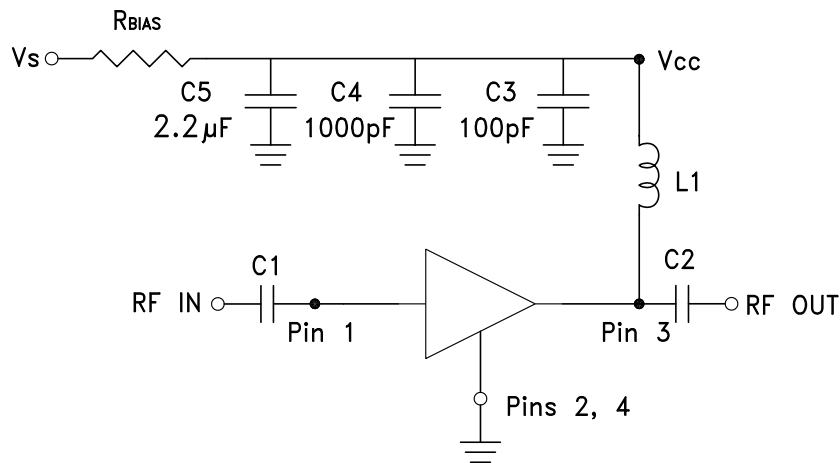 RBIAS
Vs
Vcc
C5
2.2µF
C4
1000pF
C3
100pF
L1
C1
C2
RF IN
RF OUT
Pin 1
Pin 3
Pins 2, 4